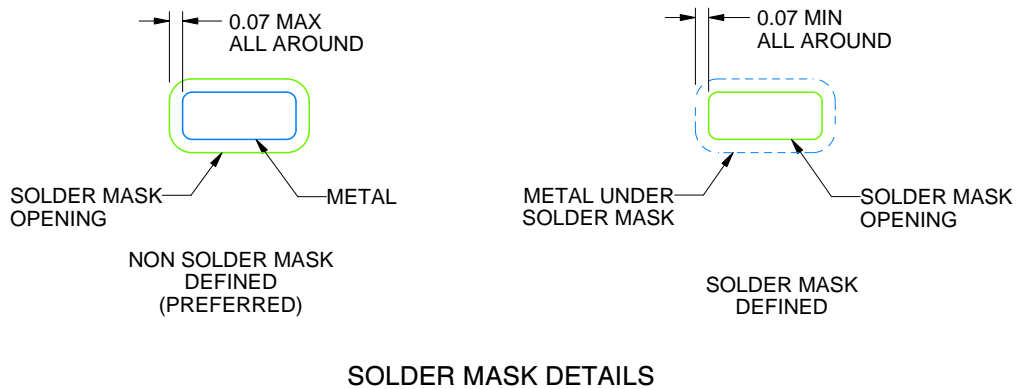 0.07 MAX
ALL AROUND
SOLDER MASK
OPENING
METAL
NON SOLDER MASK
DEFINED
(PREFERRED)
0.07 MIN
ALL AROUND
METAL UNDER
SOLDER MASK
SOLDER MASK
OPENING
SOLDER MASK
DEFINED
SOLDER MASK DETAILS